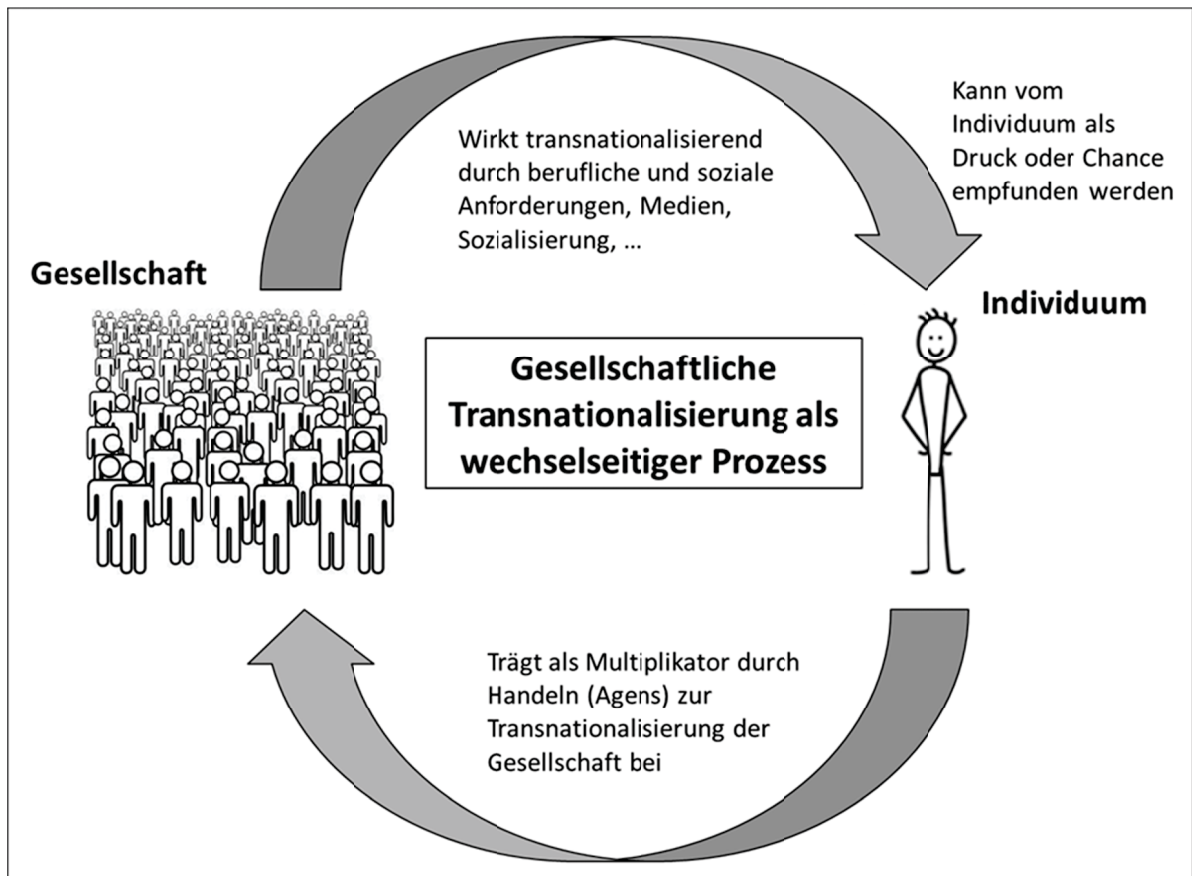 Wirkt transnationalisierend
durch berufliche und soziale
Anforderungen, Medien,
Sozialisierung, ...
Kann vom
Individuum als
Druck oder Chance
empfunden werden
Gesellschaft
Individuum
Gesellschaftliche
Transnationalisierung als
wechselseitiger Prozess
Trägt als Multiplikator durch
Handeln (Agens) zur
Transnationalisierung der
Gesellschaft bei